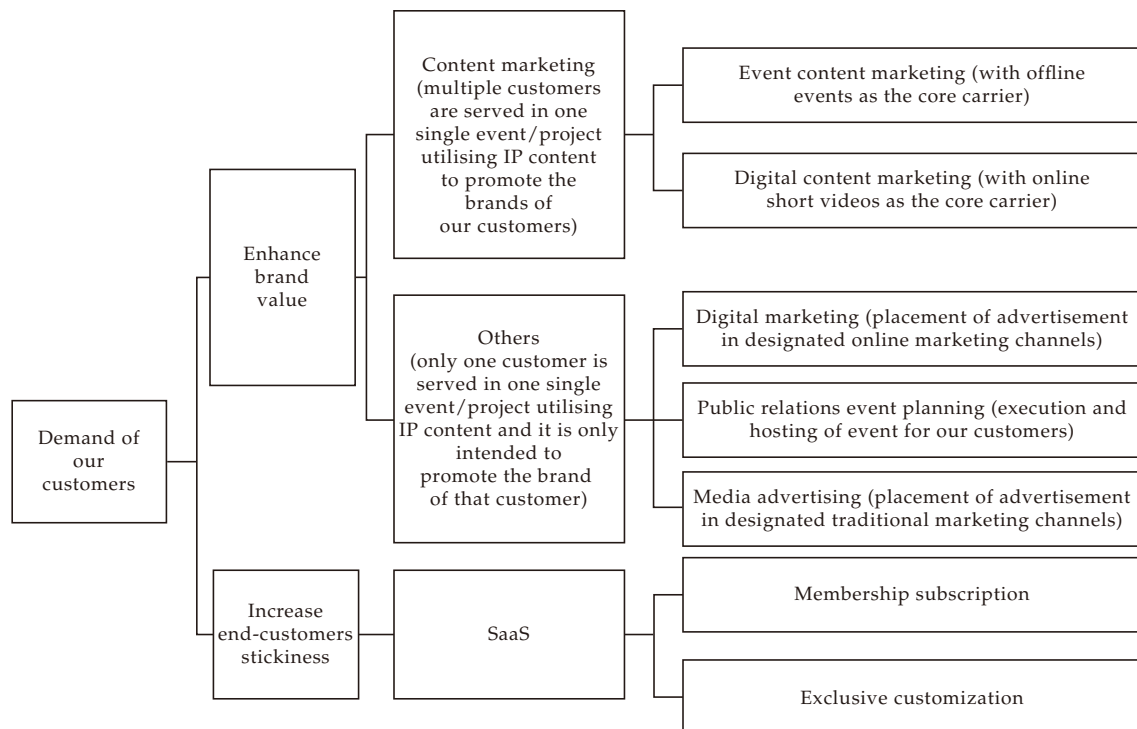 Demand of
our
customers
Enhance
brand
value
Content marketing
(multiple customers
are served in one
single event/project
utilising IP content
to promote the
brands of
our customers)
Event content marketing (with offline
events as the core carrier)
Digital content marketing (with online
short videos as the core carrier)
Others
(only one customer is
served in one single
event/project utilising
IP content and it is only
intended to
promote the brand
of that customer)
Digital marketing (placement of advertisement
in designated online marketing channels)
Public relations event planning (execution and
hosting of event for our customers)
Media advertising (placement of advertisement
in designated traditional marketing channels)
Increase
end-customers
stickiness
SaaS
Membership subscription
Exclusive customization